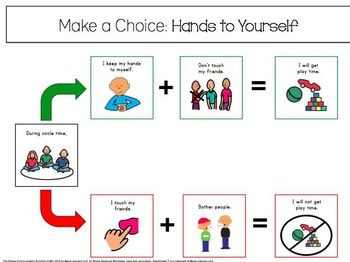 Make a Choice: Hands to Yourself
I keep my hands
to myself.
Don't touch
my friends.
I will get
play time.
During circle time,
I touch my
friends.
Bother people.
I will not get
play time.